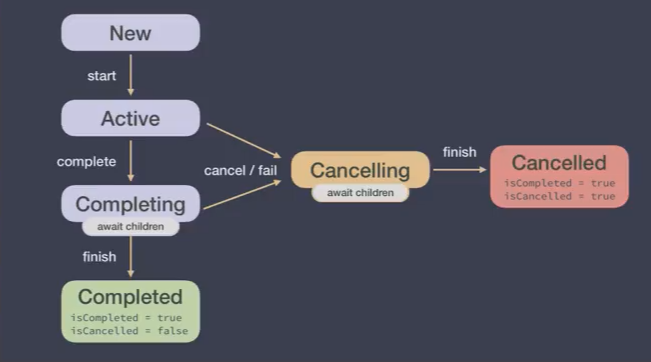 New
start
Active
complete
cancel / fail
Cancelling
await children
finish
Cancelled
isCompleted = true
isCancelled = true
Completing
await children
finish
Completed
isCompleted = true
isCancelled = false